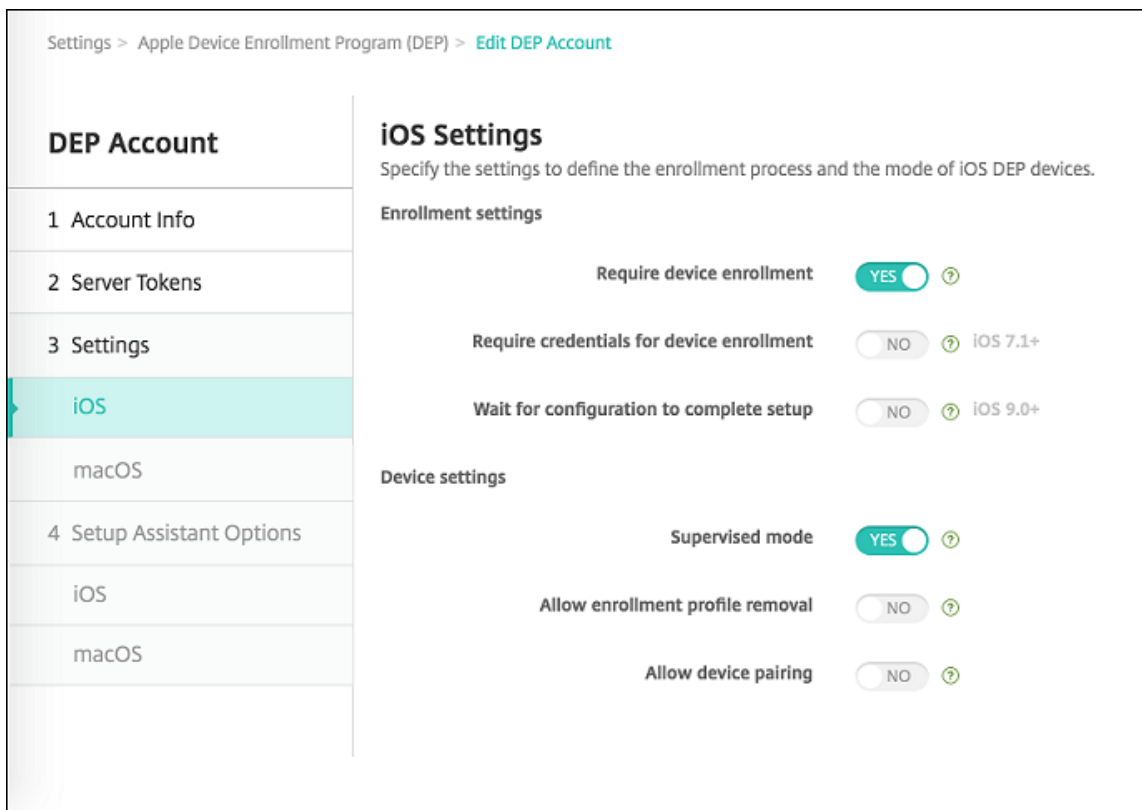 Settings > Apple Device Enrollment Program (DEP) > Edit DEP Account
DEP Account
1 Account Info
2 Server Tokens
3 Settings
iOS
macOS
4 Setup Assistant Options
iOS
macOS
iOS Settings
Specify the settings to define the enrollment process and the mode of iOS DEP devices.
Enrollment settings
Require device enrollment YES ?
Require credentials for device enrollment NO ? iOS 7.1+
Wait for configuration to complete setup NO ? iOS 9.0+
Device settings
Supervised mode YES ?
Allow enrollment profile removal NO ?
Allow device pairing NO ?